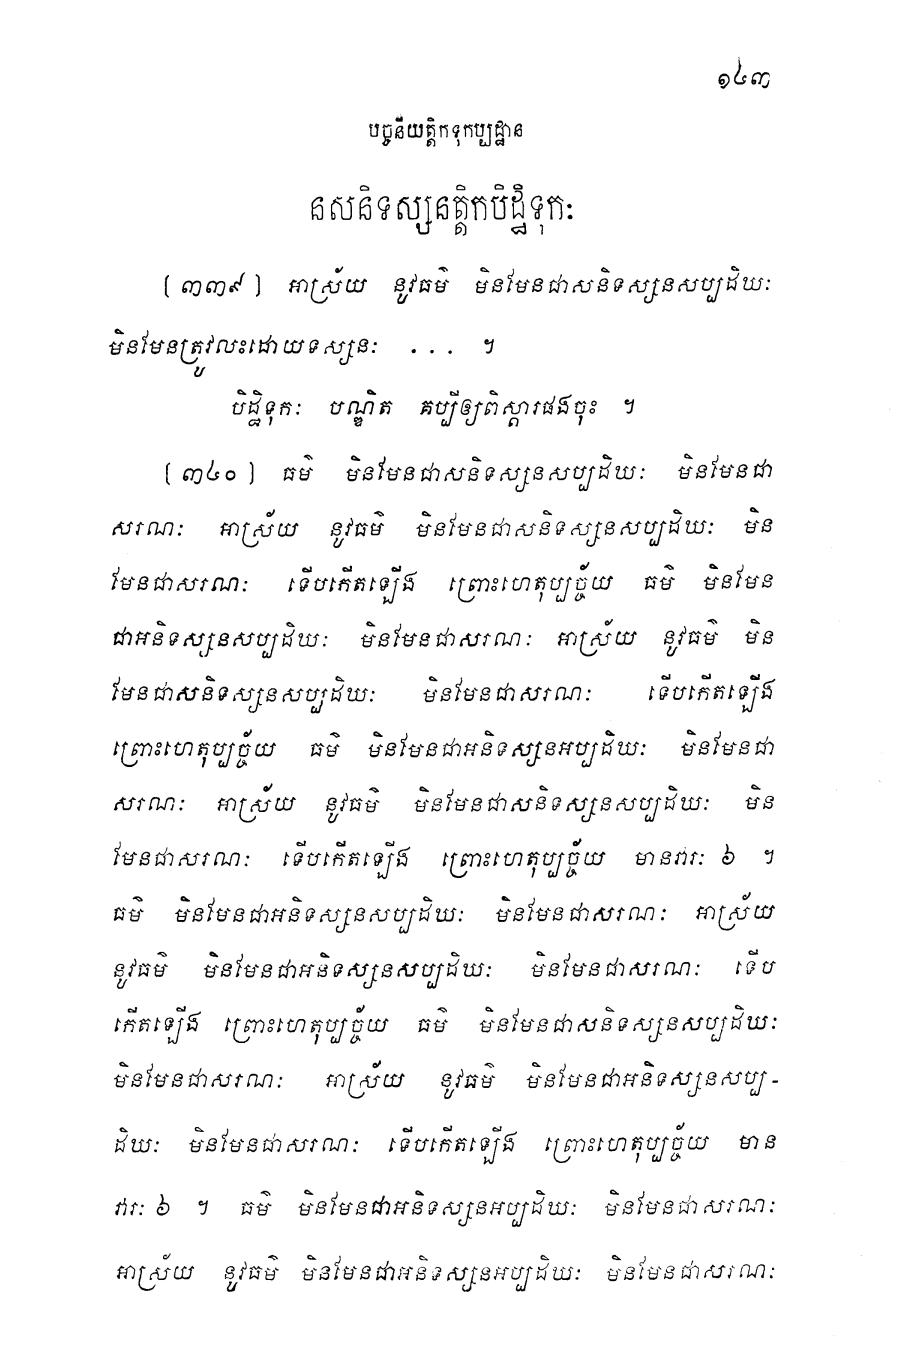 ១៤៣
បច្ចនីយត្តិកទុកប្បដ្ឋាន
នសនិទស្សនត្តិកបិដ្ឋិទុកៈ
[៣៣៩] អាស្រ័យ នូវធម៌ មិនមែនជាសនិទស្សនសប្បដិឃៈ
មិនមែនត្រូវលះដោយទស្សនៈ ... ។
បិដ្ឋិទុកៈ បណ្ឌិត គប្បីឲ្យពិស្តារផងចុះ ។
[៣៤០] ធម៌ មិនមែនជាសនិទស្សនសប្បដិឃៈ មិនមែនជា
សរណៈ អាស្រ័យ នូវធម៌ មិនមែនជាសនិទស្សនសប្បដិឃៈ មិន
មែនជាសរណៈ ទើបកើតឡើង ព្រោះហេតុប្បច្ច័យ ធម៌ មិនមែន
ជាអនិទស្សនសប្បដិឃៈ មិនមែនជាសរណៈ អាស្រ័យ នូវធម៌ មិន
មែនជាសនិទស្សនសប្បដិឃៈ មិនមែនជាសរណៈ ទើបកើតឡើង
ព្រោះហេតុប្បច្ច័យ ធម៌ មិនមែនជាអនិទស្សនអប្បដិឃៈ មិនមែនជា
សរណៈ អាស្រ័យ នូវធម៌ មិនមែនជាសនិទស្សនសប្បដិឃៈ មិន
មែនជាសរណៈ ទើបកើតឡើង ព្រោះហេតុប្បច្ច័យ មានវារៈ ៦ ។
ធម៌ មិនមែនជាអនិទស្សនសប្បដិឃៈ មិនមែនជាសរណៈ អាស្រ័យ
នូវធម៌ មិនមែនជាអនិទស្សនសប្បដិឃៈ មិនមែនជាសរណៈ ទើប
កើតឡើង ព្រោះហេតុប្បច្ច័យ ធម៌ មិនមែនជាសនិទស្សនសប្បដិឃៈ
មិនមែនជាសរណៈ អាស្រ័យ នូវធម៌ មិនមែនជាអនិទស្សនសប្ប-
ដិឃៈ មិនមែនជាសរណៈ ទើបកើតឡើង ព្រោះហេតុប្បច្ច័យ មាន
វារៈ ៦ ។ ធម៌ មិនមែនជាអនិទស្សនអប្បដិឃៈ មិនមែនជាសរណៈ
អាស្រ័យ នូវធម៌ មិនមែនជាអនិទស្សនអប្បដិឃៈ មិនមែនជាសរណៈ